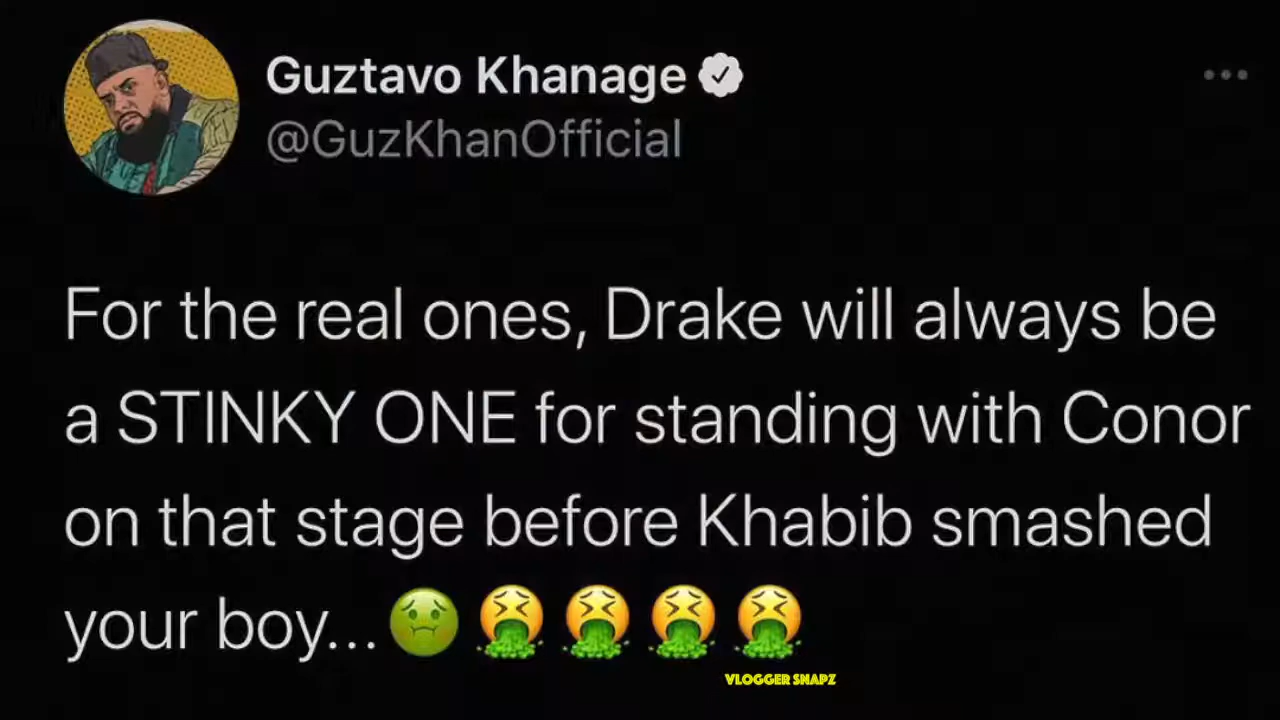 Guztavo Khanage
@GuzKhanOfficial
For the real ones, Drake will always be
a STINKY ONE for standing with Conor
on that stage before Khabib smashed
your boy...🤢🤮🤮🤮🤮
VLOGGER SNAPZ